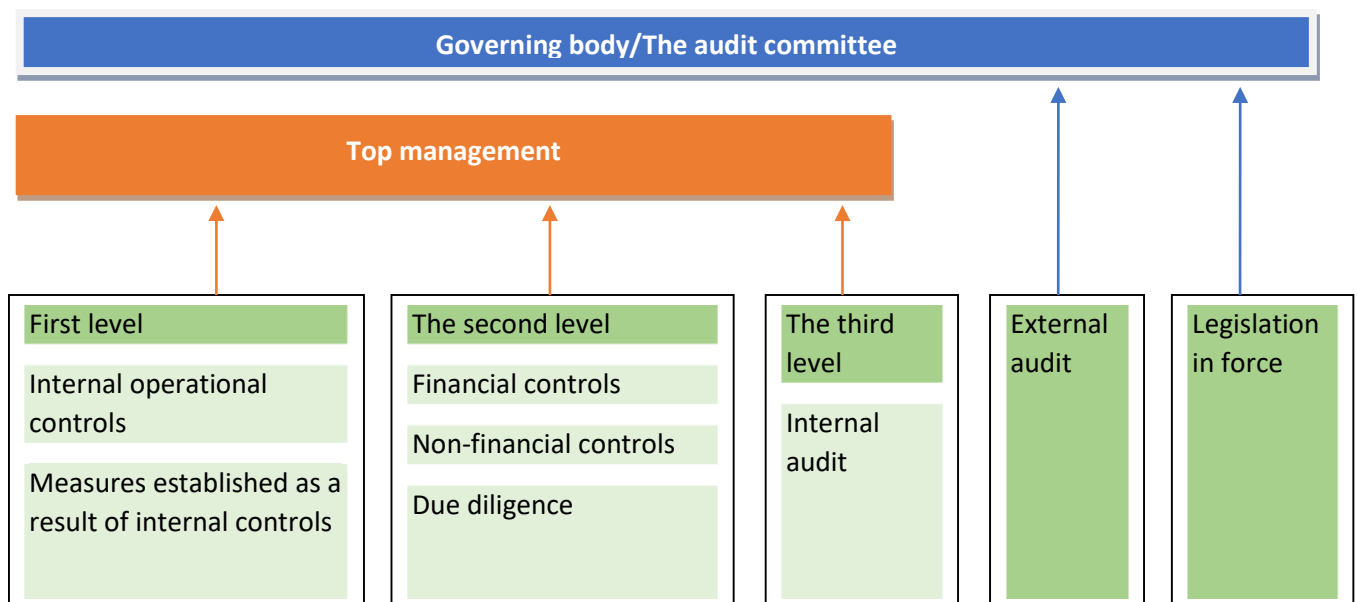 Governing body/The audit committee
Top management
First level
Internal operational
controls
Measures established as a
result of internal controls
The second level
Financial controls
Non-financial controls
Due diligence
The third
level
Internal
audit
External
audit
Legislation
in force